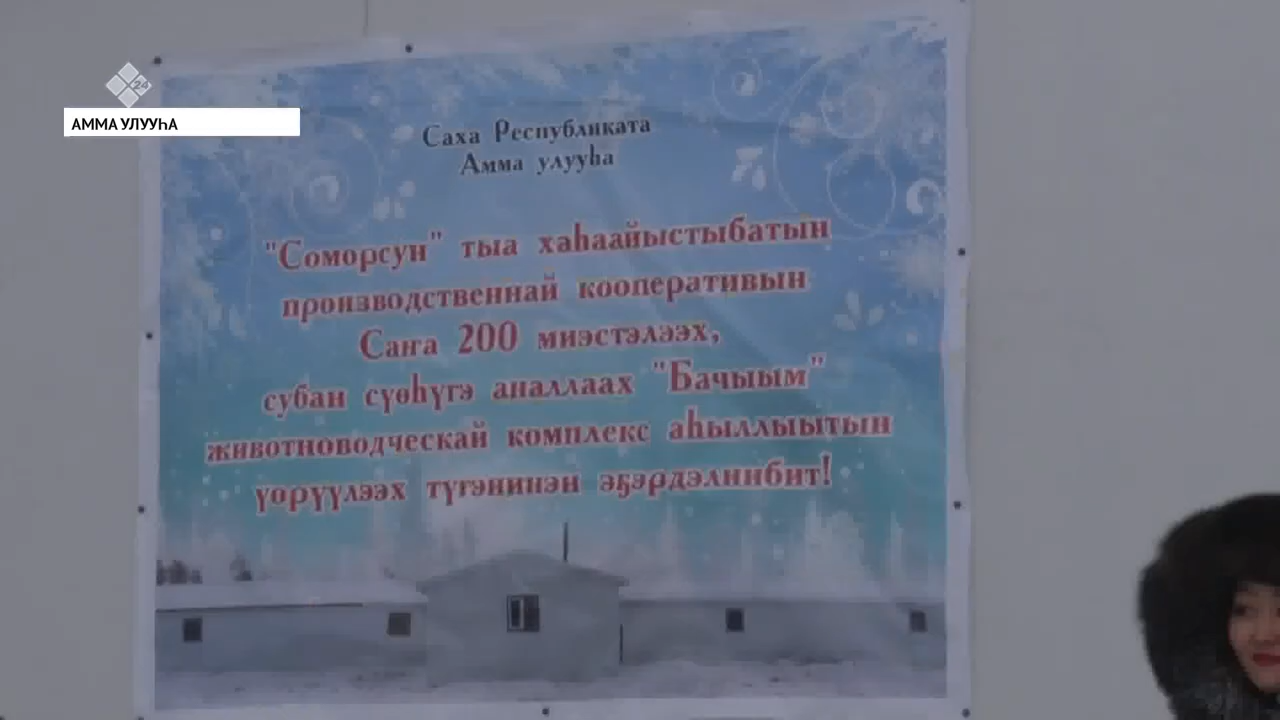 24
АММА УЛУУҺА
Саха Республиката
Амма улууһа
"Соморсун" тыа хаһаайыстыбатын
производственнай кооперативын
Саҥа 200 миэстэлээх,
субан сүөһүгэ аналлаах "Бачыым"
животноводческай комплекс аһыллыытын
үөрүүлээх түгэнинэн эҕэрдэлиибит!